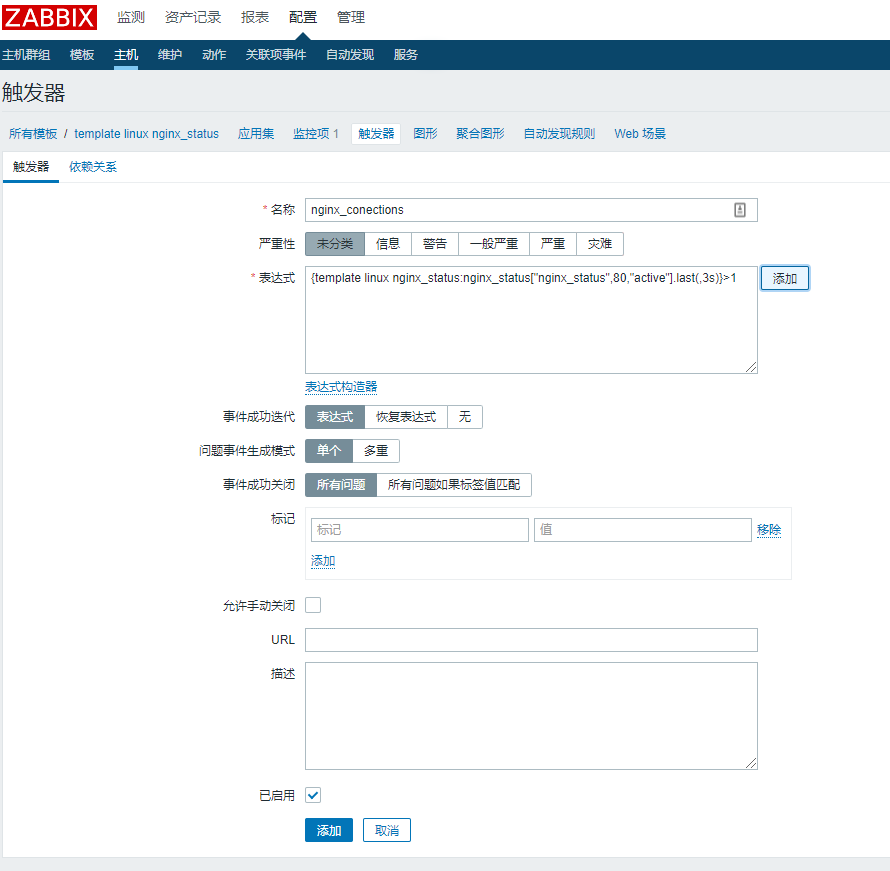 ZABBIX 监测 资产记录 报表 配置 管理
主机群组 模板 主机 维护 动作 关联项事件 自动发现 服务
触发器
所有模板 / template linux nginx_status 应用集 监控项 1 触发器 图形 聚合图形 自动发现规则 Web 场景
触发器 依赖关系
* 名称 nginx_conections
严重性 未分类 信息 警告 一般严重 严重 灾难
* 表达式 {template linux nginx_status:nginx_status["nginx_status",80,"active"].last(,3s)}>1 添加
表达式构造器
事件成功迭代 表达式 恢复表达式 无
问题事件生成模式 单个 多重
事件成功关闭 所有问题 所有问题如果标签值匹配
标记 标记 值 移除
添加
允许手动关闭
URL
描述
已启用
添加 取消